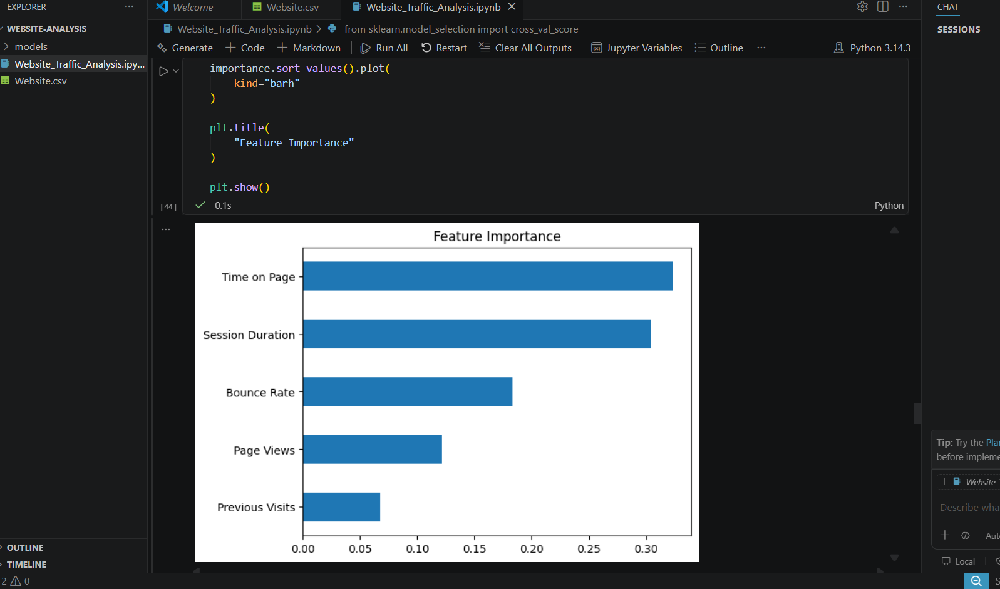 EXPLORER ···
WEBSITE-ANALYSIS
models
Website_Traffic_Analysis.ipy...
Website.csv
OUTLINE
TIMELINE
2 0
Welcome Website.csv Website_Traffic_Analysis.ipynb
Website_Traffic_Analysis.ipynb > from sklearn.model_selection import cross_val_score
Generate + Code + Markdown Run All Restart Clear All Outputs Jupyter Variables Outline ··· Python 3.14.3
importance.sort_values().plot(
kind="barh"
)
plt.title(
"Feature Importance"
)
plt.show()
[44] 0.1s Python
...
Feature Importance
Time on Page
Session Duration
Bounce Rate
Page Views
Previous Visits
0.00 0.05 0.10 0.15 0.20 0.25 0.30
CHAT
SESSIONS
Tip: Try the Pla
before impleme
+ Website_
Describe wha
Aut
Local